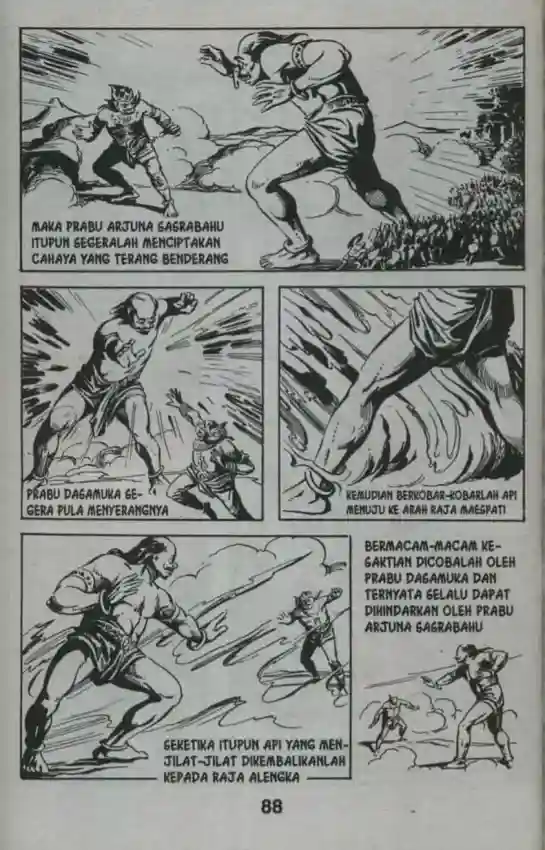 MAKA PRABU ARJUNA SASRABAHU
ITUPUN SEGERALAH MENCIPTAKAN
CAHAYA YANG TERANG BENDERANG
PRABU DASAMUKA SE-
GERA PULA MENYERANGNYA
KEMUDIAN BERKOBAR-KOBARLAH API
MENUJU KE ARAH RAJA MAESPATI
BERMACAM-MACAM KE-
SAKTIAN DICOBALAH OLEH
PRABU DASAMUKA DAN
TERNYATA SELALU DAPAT
DIHINDARKAN OLEH PRABU
ARJUNA SASRABAHU
SEKETIKA ITUPUN API YANG MEN-
JILAT-JILAT DIKEMBALIKANLAH
KEPADA RAJA ALENGKA
88